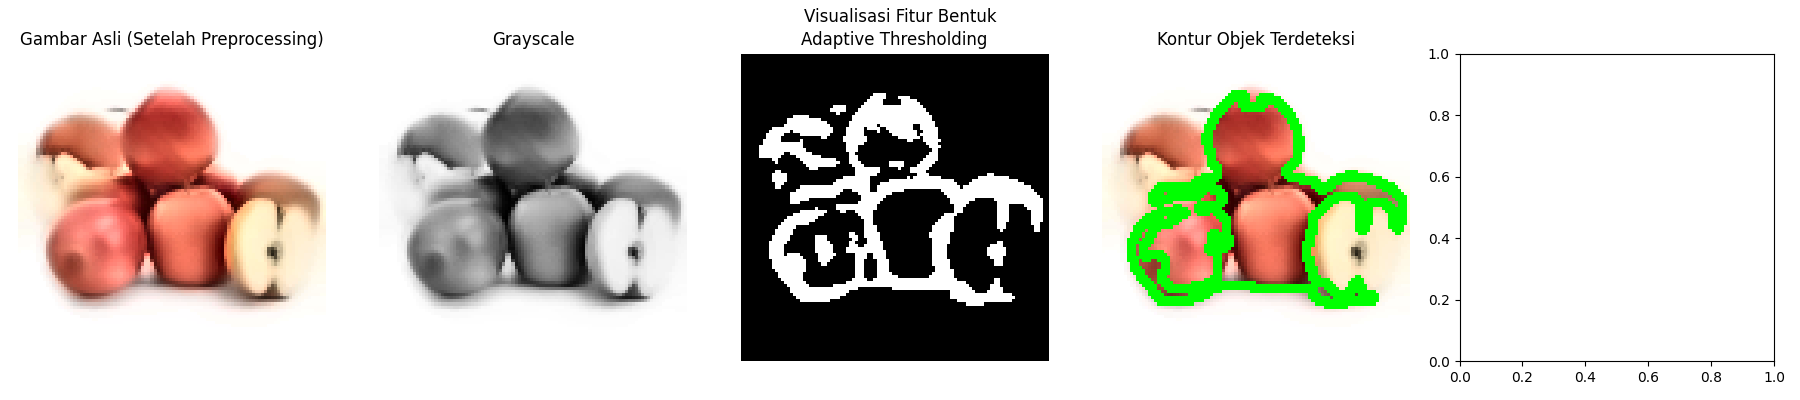 Gambar Asli (Setelah Preprocessing)
Grayscale
Visualisasi Fitur Bentuk
Adaptive Thresholding
Kontur Objek Terdeteksi
1.0
0.8
0.6
0.4
0.2
0.0
0.0 0.2 0.4 0.6 0.8 1.0